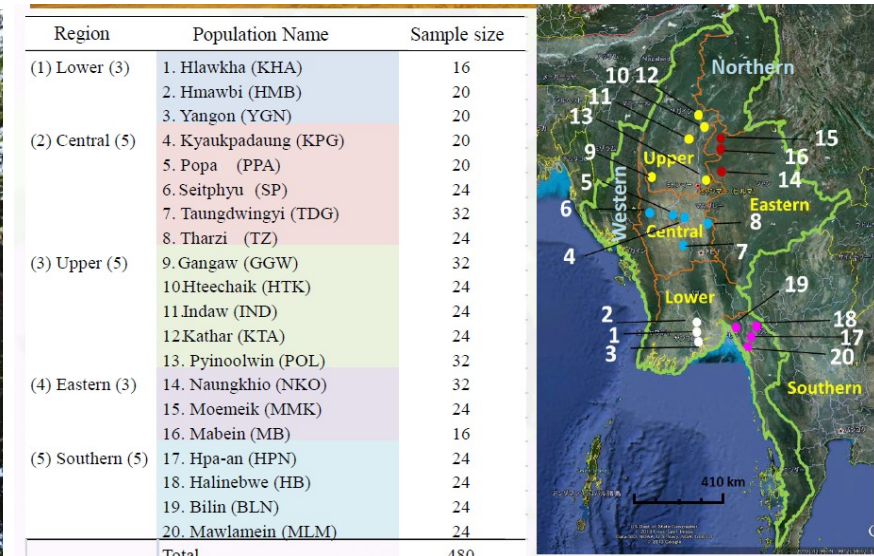 Region Population Name Sample size
(1) Lower (3) 1. Hlawkha (KHA) 16
2. Hmawbi (HMB) 20
3. Yangon (YGN) 20
(2) Central (5) 4. Kyaukpadaung (KPG) 20
5. Popa (PPA) 20
6. Seitphyu (SP) 24
7. Taungdwingyi (TDG) 32
8. Tharzi (TZ) 24
(3) Upper (5) 9. Gangaw (GGW) 32
10.Hteechaik (HTK) 24
11.Indaw (IND) 24
12.Kathar (KTA) 24
13. Pyinoolwin (POL) 32
(4) Eastern (3) 14. Naungkhio (NKO) 32
15. Moemeik (MMK) 24
16. Mabein (MB) 16
(5) Southern (5) 17. Hpa-an (HPN) 24
18. Halinebwe (HB) 24
19. Bilin (BLN) 24
20. Mawlamein (MLM) 24
Total 480
Northern
10 12
11
13
15
9
Upper
16
5
14
Western
Eastern
6
Central
8
4
7
Lower
19
2
18
1
17
3
20
Southern
410 km